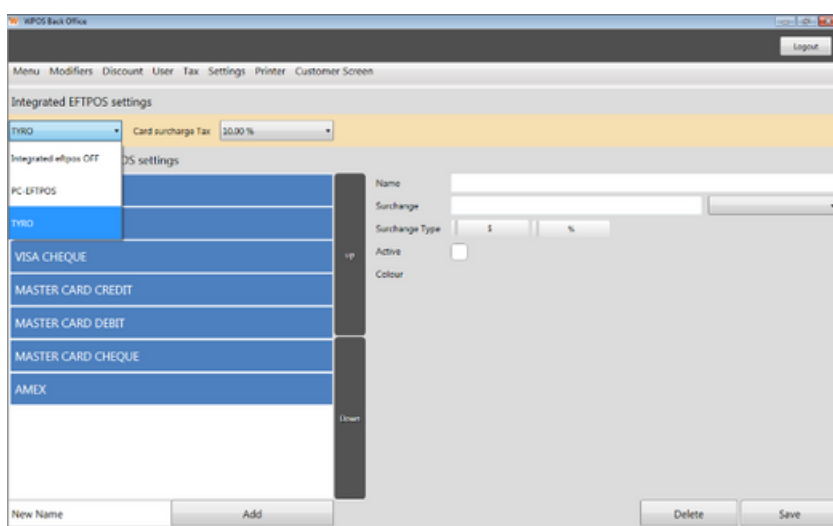 WPOS Back Office
Logout
Menu Modifiers Discount User Tax Settings Printer Customer Screen
Integrated EFTPOS settings
TYRO Card surcharge Tax 10.00 %
Integrated eftpos OFF
OS settings
PC-EFTPOS
TYRO
VISA CHEQUE
MASTER CARD CREDIT
MASTER CARD DEBIT
MASTER CARD CHEQUE
AMEX
up
Down
Name
Surcharge
Surcharge Type $ %
Active
Colour
New Name Add Delete Save